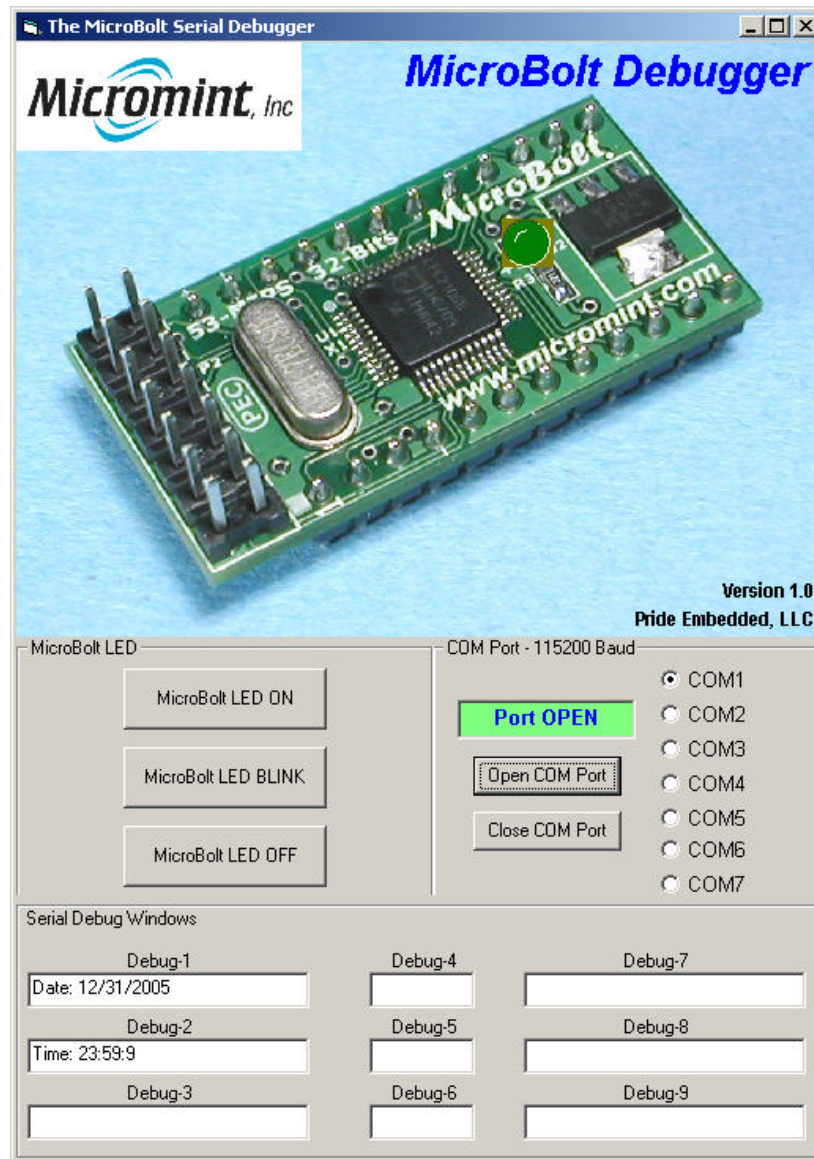 The MicroBolt Serial Debugger
Micromint, Inc
MicroBolt Debugger
MicroBolt.
53-MIPS 32-Bits
R3
PEC
www.micromint.com
Version 1.0
Pride Embedded, LLC
MicroBolt LED
MicroBolt LED ON
MicroBolt LED BLINK
MicroBolt LED OFF
COM Port - 115200 Baud
Port OPEN
Open COM Port
Close COM Port
COM1
COM2
COM3
COM4
COM5
COM6
COM7
Serial Debug Windows
Debug-1
Debug-4
Debug-7
Date: 12/31/2005
Debug-2
Debug-5
Debug-8
Time: 23:59:9
Debug-3
Debug-6
Debug-9